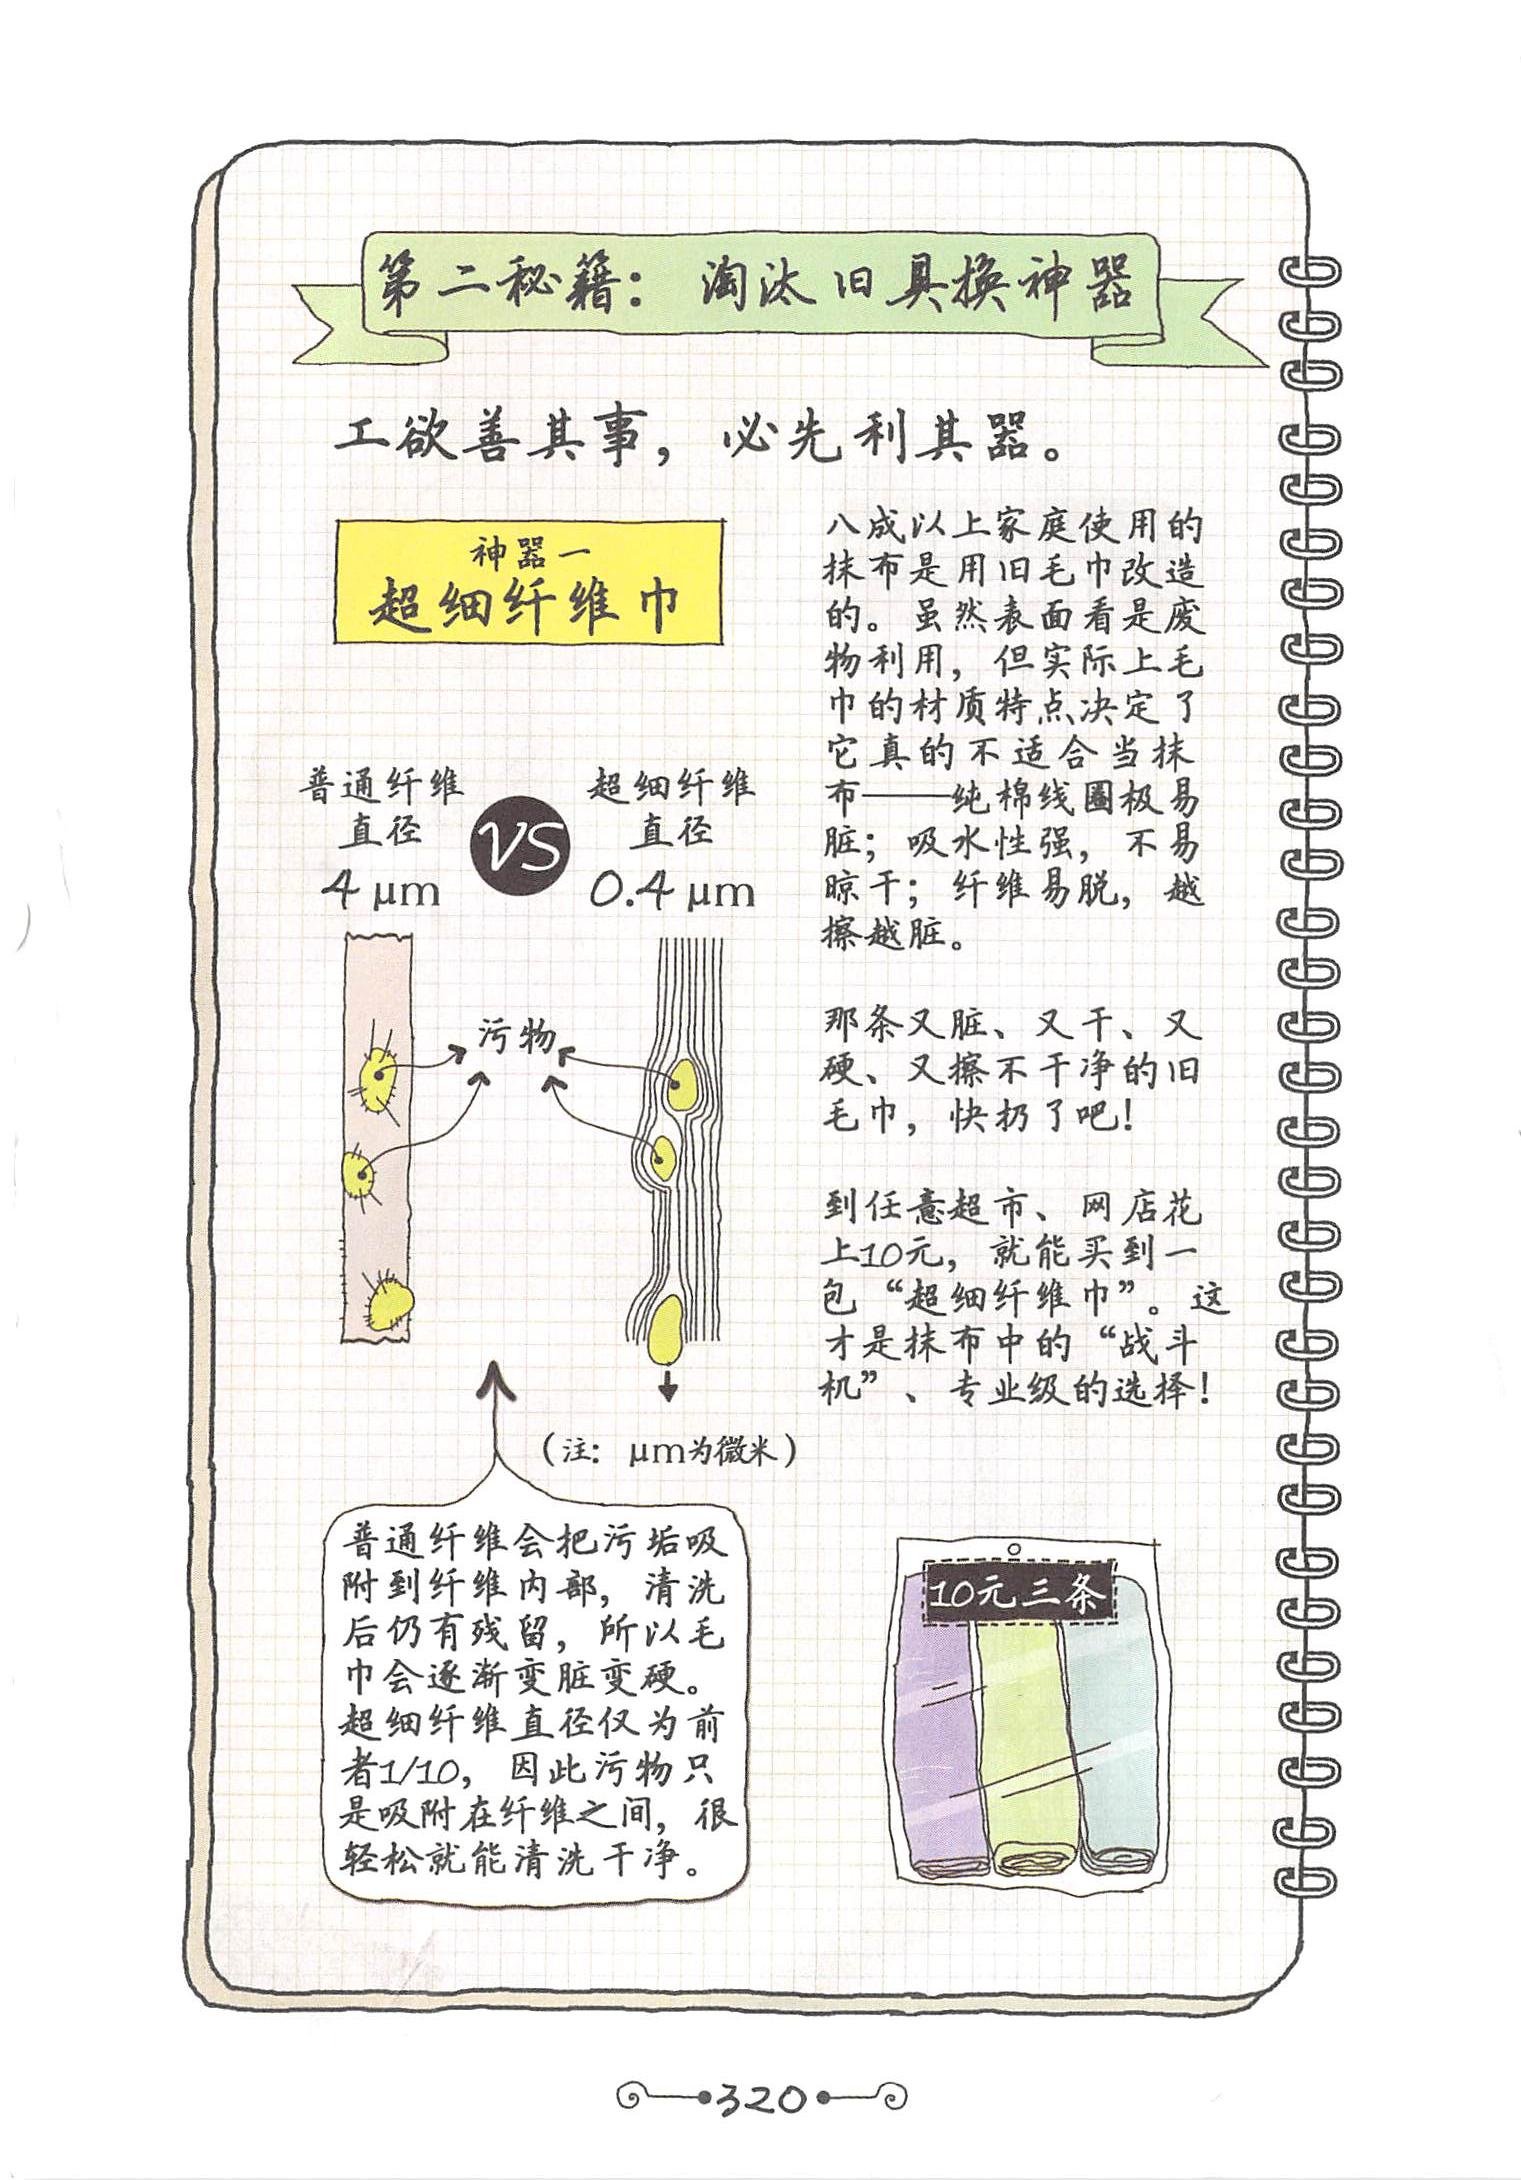 第二秘籍：淘汰旧具换神器
工欲善其事，必先利其器。
神器一
超细纤维巾
普通纤维
直径
4 μm
VS
超细纤维
直径
0.4 μm
污物
（注：μm为微米）
普通纤维会把污垢吸
附到纤维内部，清洗
后仍有残留，所以毛
巾会逐渐变脏变硬。
超细纤维直径仅为前
者1/10，因此污物只
是吸附在纤维之间，很
轻松就能清洗干净。
八成以上家庭使用的
抹布是用旧毛巾改造
的。虽然表面看是废
物利用，但实际上毛
巾的材质特点决定了
它真的不适合当抹
布——纯棉线圈极易
脏；吸水性强，不易
晾干；纤维易脱，越
擦越脏。
那条又脏、又干、又
硬、又擦不干净的旧
毛巾，快扔了吧！
到任意超市、网店花
上10元，就能买到一
包“超细纤维巾”。这
才是抹布中的“战斗
机”、专业级的选择！
10元三条
320